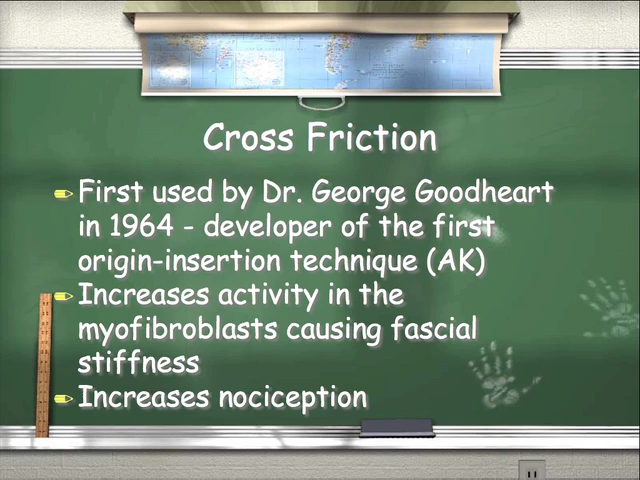 Cross Friction
First used by Dr. George Goodheart
in 1964 - developer of the first
origin-insertion technique (AK)
Increases activity in the
myofibroblasts causing fascial
stiffness
Increases nociception